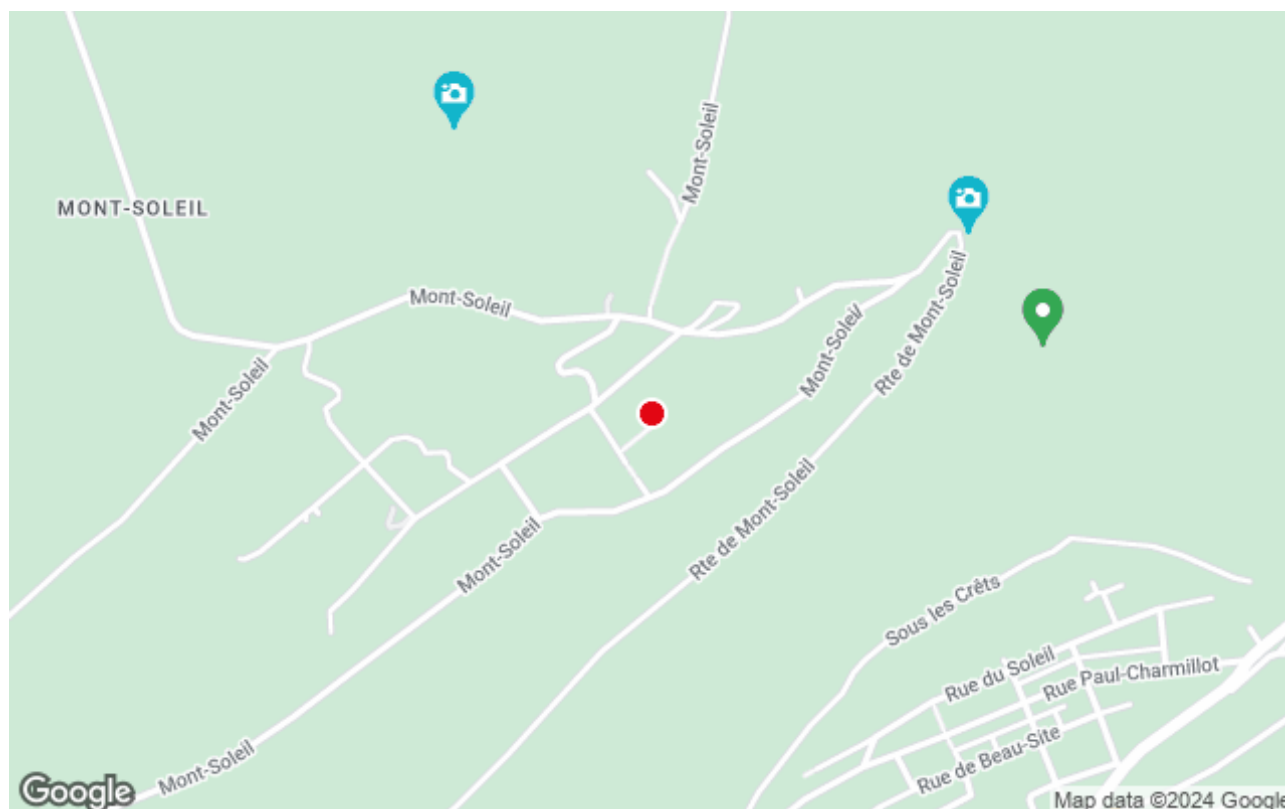 Mont-Soleil
MONT-SOLEIL
Mont-Soleil
Rte de Mont-Soleil
Mont-Soleil
Mont-Soleil
Rte de Mont-Soleil
Mont-Soleil
Sous les Crêts
Rue du Soleil
Rue Paul-Charmillot
Rue de Beau-Site
Mont-Soleil
Google
Map data ©2024 Google